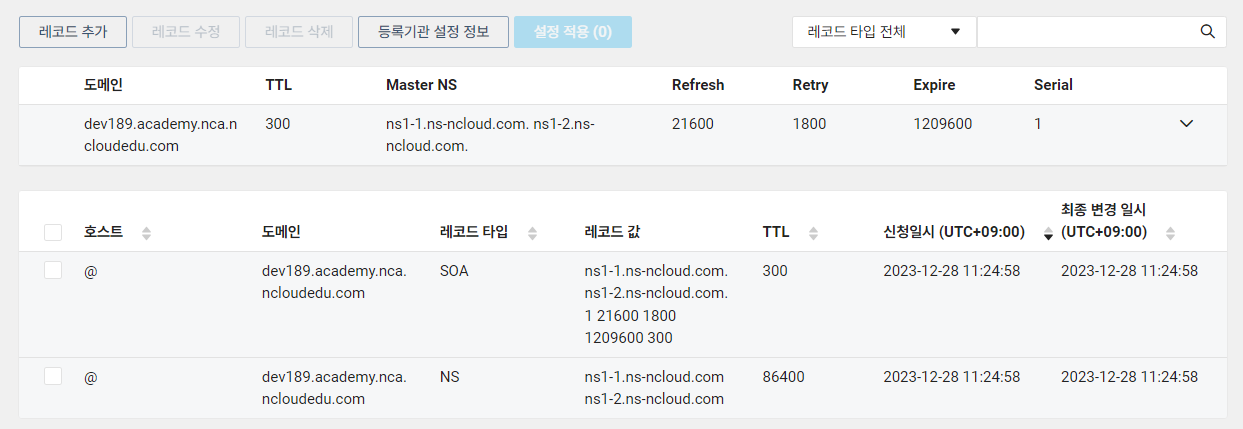 레코드 추가 레코드 수정 레코드 삭제 등록기관 설정 정보 설정 적용 (0) 레코드 타입 전체
도메인 TTL Master NS Refresh Retry Expire Serial
dev189.academy.nca.n 300 ns1-1.ns-ncloud.com. ns1-2.ns- 21600 1800 1209600 1
cloudedu.com ncloud.com.
최종 변경 일시
호스트 도메인 레코드 타입 레코드 값 TTL 신청일시 (UTC+09:00) (UTC+09:00)
@ dev189.academy.nca. SOA ns1-1.ns-ncloud.com. 300 2023-12-28 11:24:58 2023-12-28 11:24:58
ncloudedu.com ns1-2.ns-ncloud.com.
1 21600 1800
1209600 300
@ dev189.academy.nca. NS ns1-1.ns-ncloud.com 86400 2023-12-28 11:24:58 2023-12-28 11:24:58
ncloudedu.com ns1-2.ns-ncloud.com